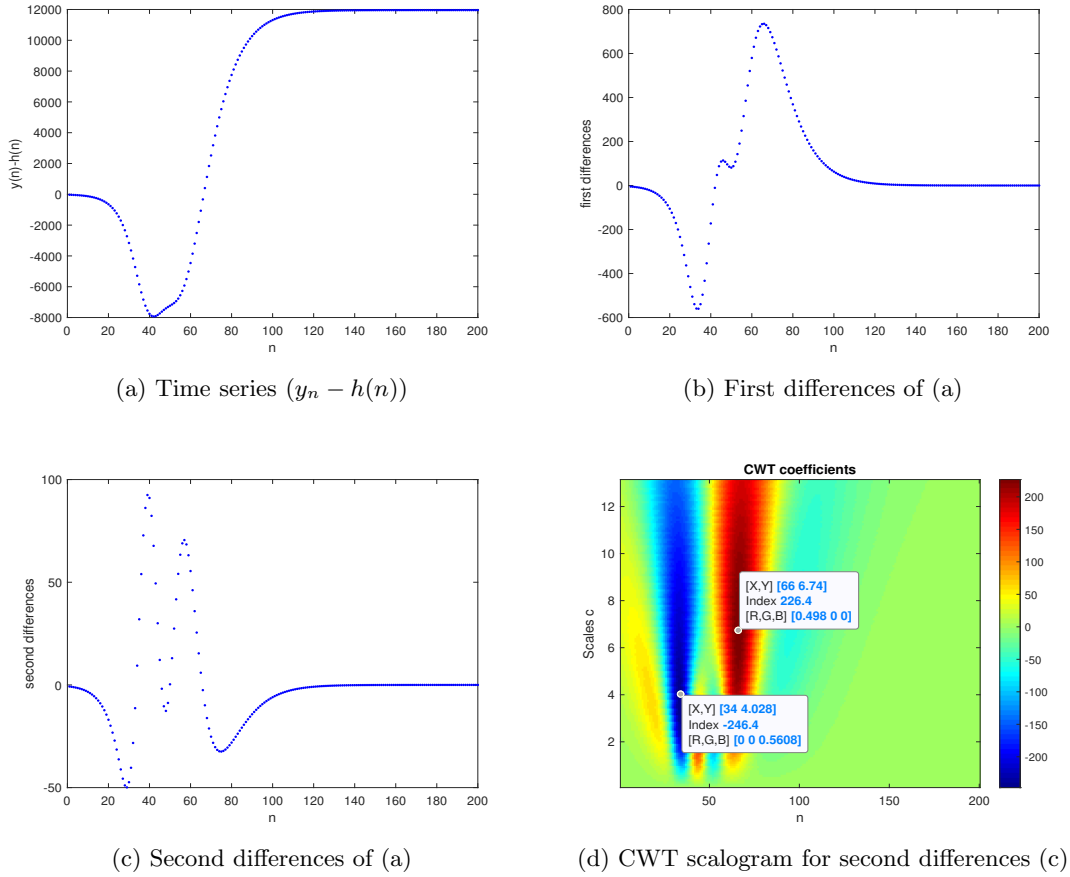 12000
10000
8000
6000
4000
2000
0
-2000
-4000
-6000
-8000
y(n)-h(n)
0 20 40 60 80 100 120 140 160 180 200
n
(a) Time series (yₙ − h(n))
800
600
400
200
0
-200
-400
-600
first differences
0 20 40 60 80 100 120 140 160 180 200
n
(b) First differences of (a)
100
50
0
-50
second differences
0 20 40 60 80 100 120 140 160 180 200
n
(c) Second differences of (a)
CWT coefficients
12
10
8
6
4
2
Scales c
[X,Y] [66 6.74]
Index 226.4
[R,G,B] [0.498 0 0]
[X,Y] [34 4.028]
Index -246.4
[R,G,B] [0 0 0.5608]
50 100 150 200
n
200
150
100
50
0
-50
-100
-150
-200
(d) CWT scalogram for second differences (c)